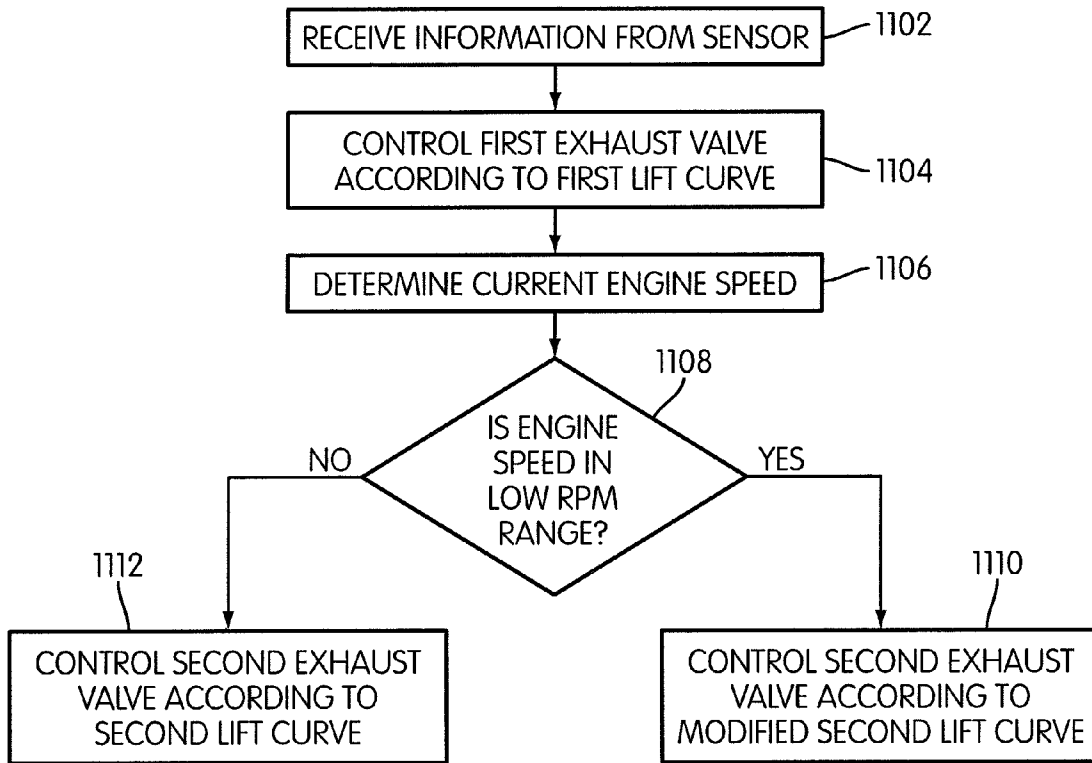 RECEIVE INFORMATION FROM SENSOR
1102
CONTROL FIRST EXHAUST VALVE
ACCORDING TO FIRST LIFT CURVE
1104
DETERMINE CURRENT ENGINE SPEED
1106
1108
IS ENGINE
SPEED IN
LOW RPM
RANGE?
NO
YES
1112
CONTROL SECOND EXHAUST
VALVE ACCORDING TO
SECOND LIFT CURVE
1110
CONTROL SECOND EXHAUST
VALVE ACCORDING TO
MODIFIED SECOND LIFT CURVE